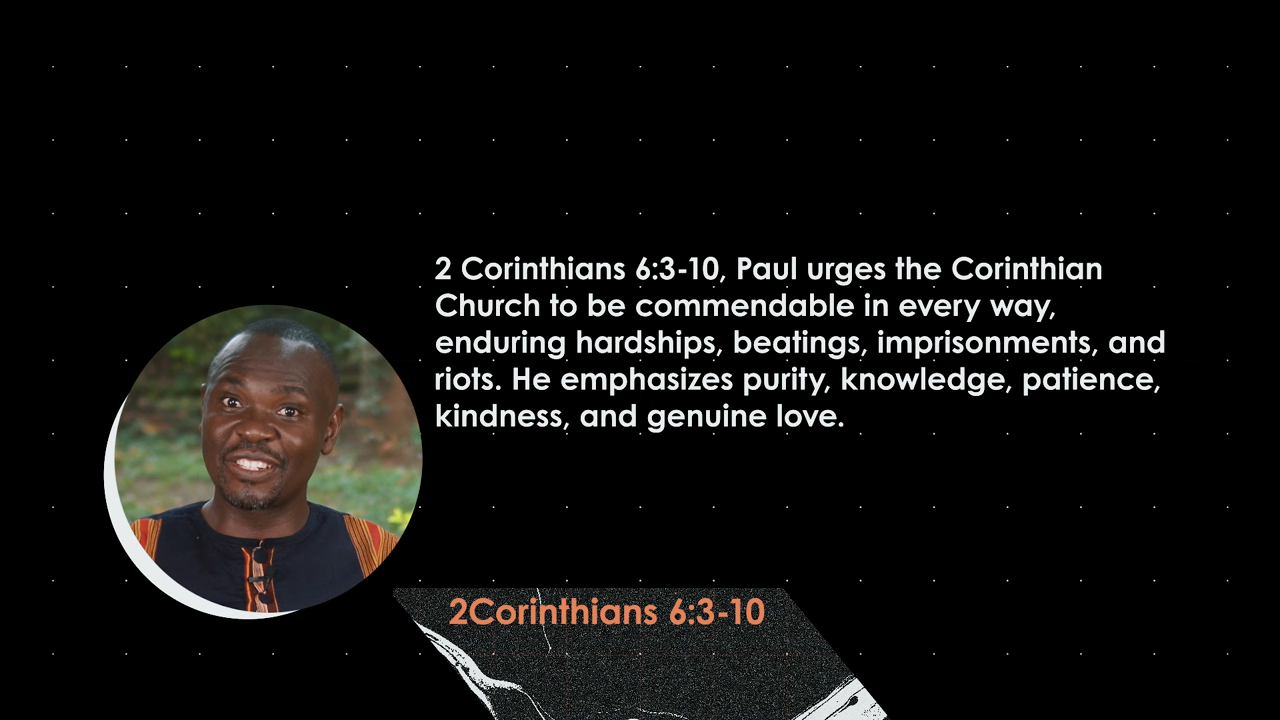 2 Corinthians 6:3-10, Paul urges the Corinthian
Church to be commendable in every way,
enduring hardships, beatings, imprisonments, and
riots. He emphasizes purity, knowledge, patience,
kindness, and genuine love.
2Corinthians 6:3-10